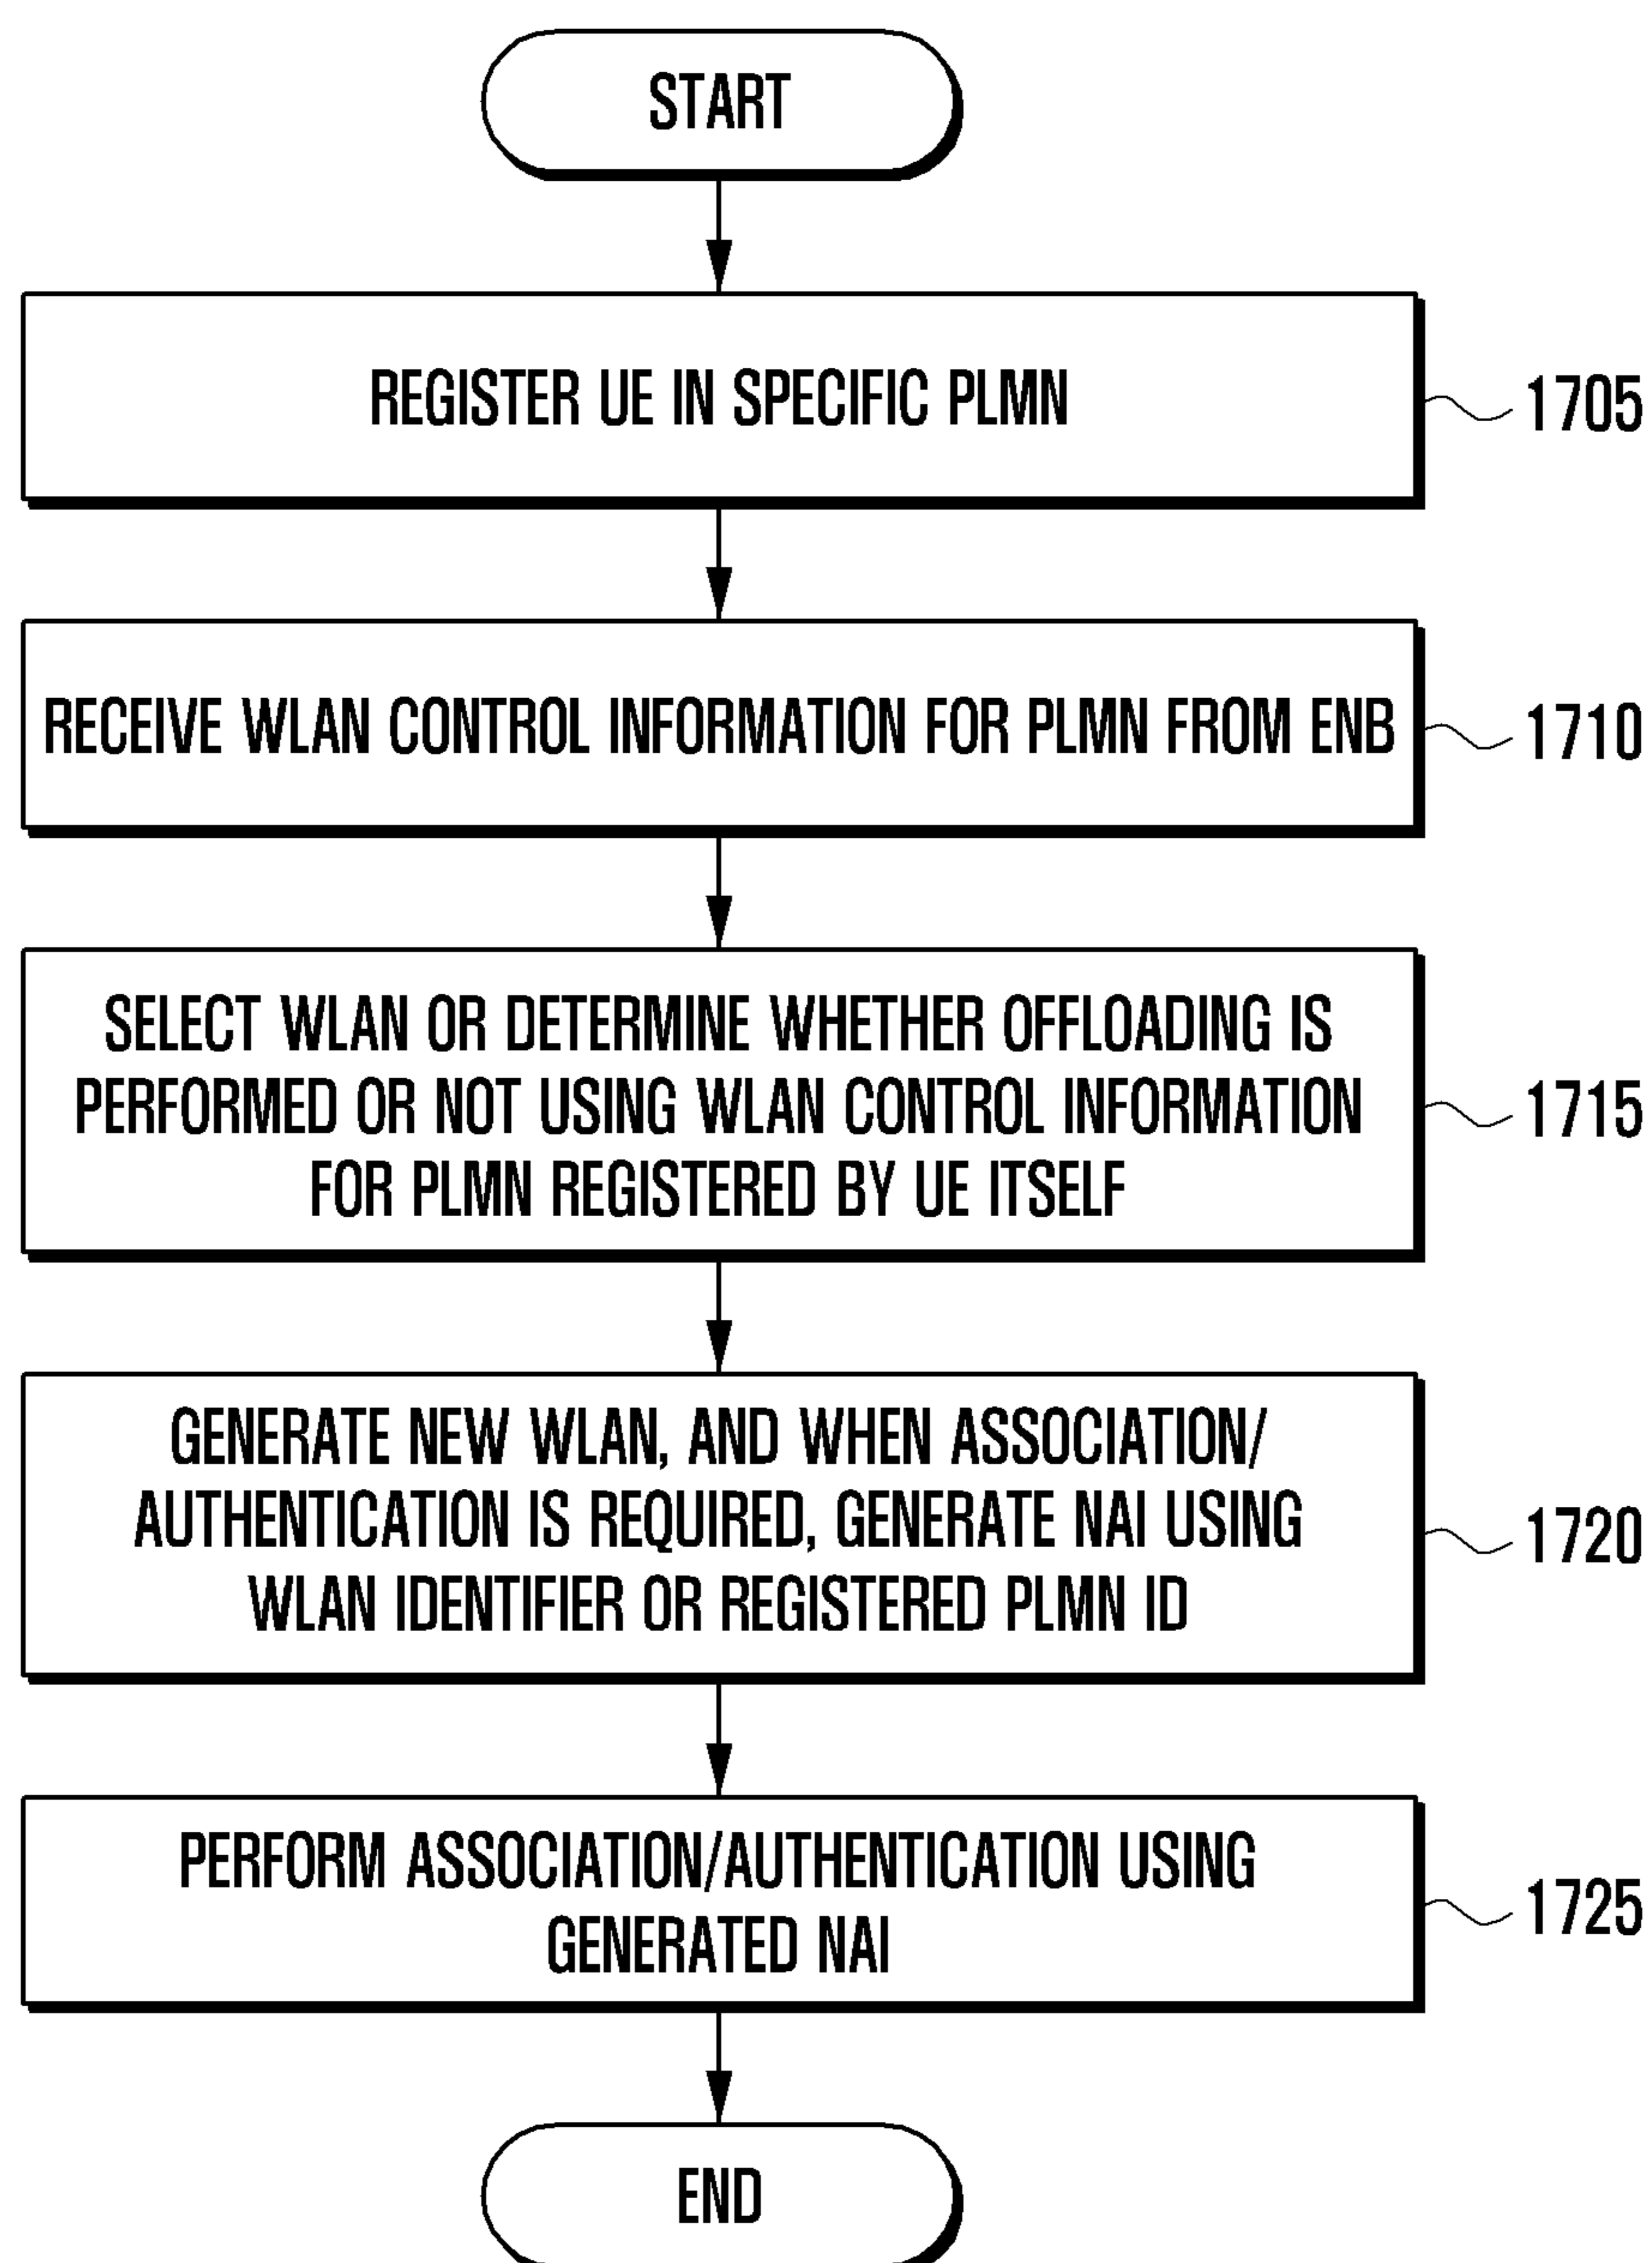 START
REGISTER UE IN SPECIFIC PLMN
1705
RECEIVE WLAN CONTROL INFORMATION FOR PLMN FROM ENB
1710
SELECT WLAN OR DETERMINE WHETHER OFFLOADING IS
PERFORMED OR NOT USING WLAN CONTROL INFORMATION
FOR PLMN REGISTERED BY UE ITSELF
1715
GENERATE NEW WLAN, AND WHEN ASSOCIATION/
AUTHENTICATION IS REQUIRED, GENERATE NAI USING
WLAN IDENTIFIER OR REGISTERED PLMN ID
1720
PERFORM ASSOCIATION/AUTHENTICATION USING
GENERATED NAI
1725
END